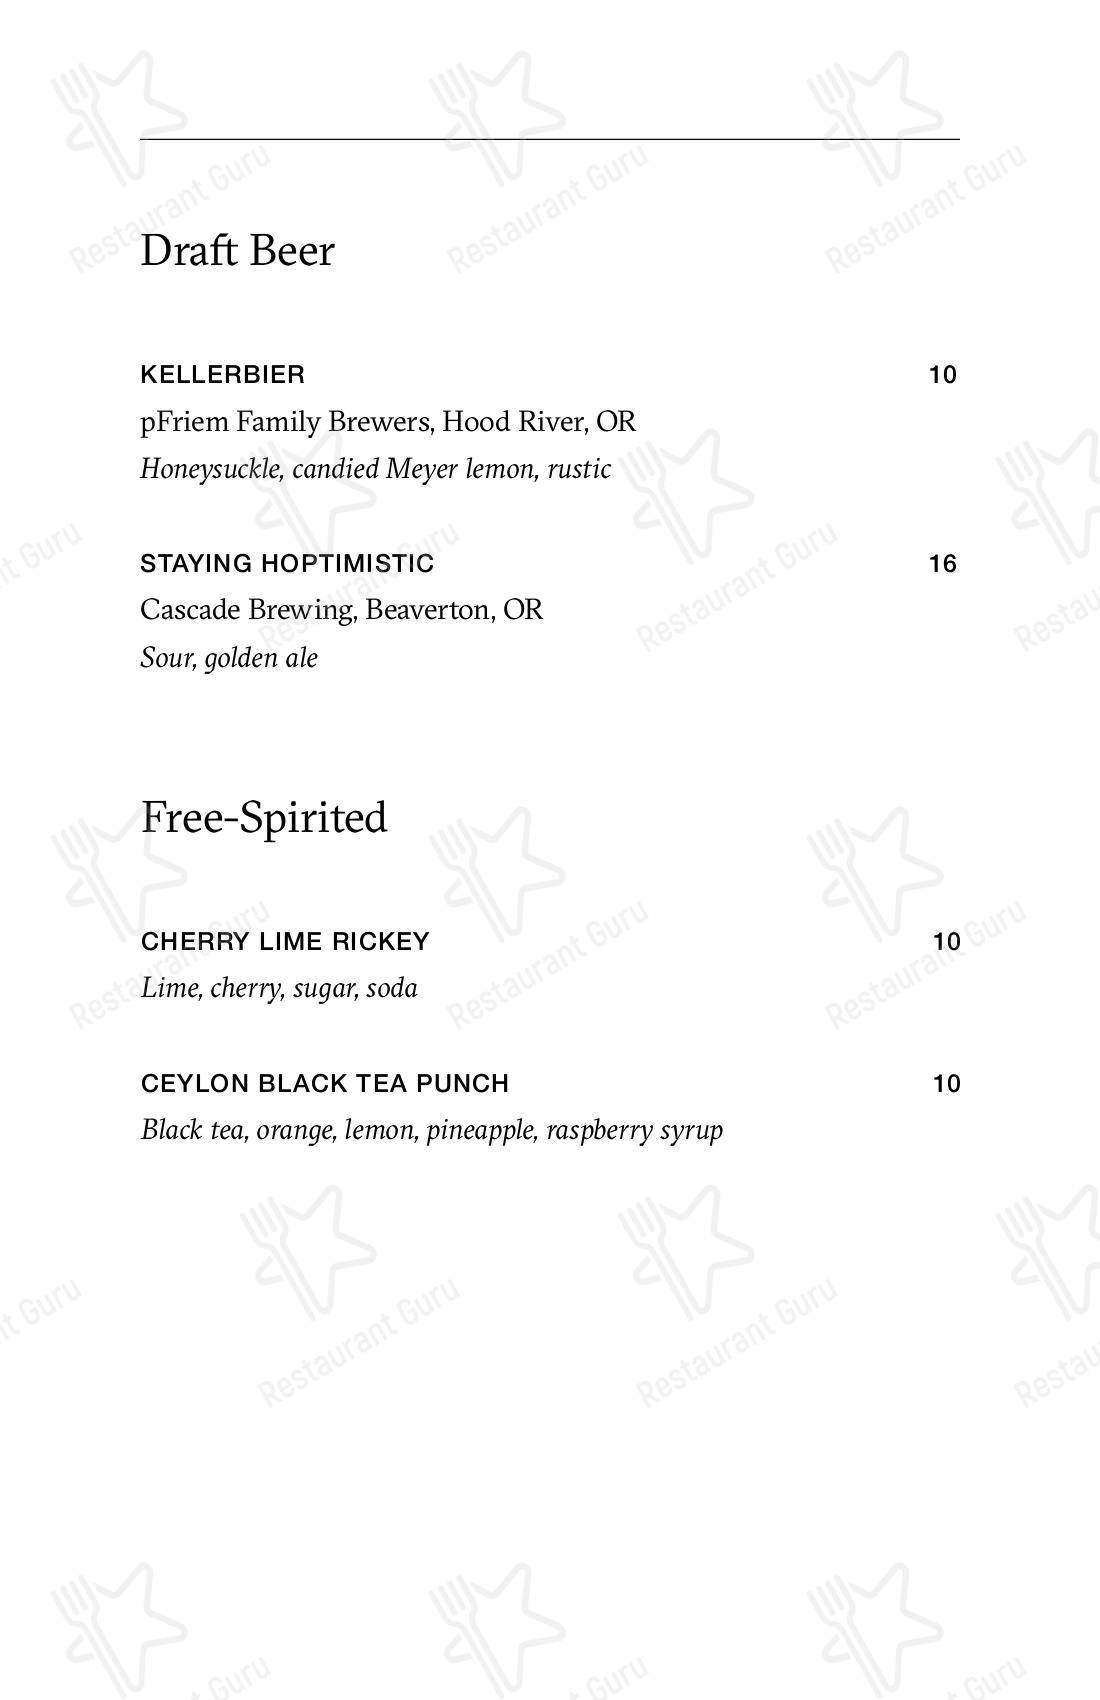 Draft Beer
KELLERBIER 10
pFriem Family Brewers, Hood River, OR
Honeysuckle, candied Meyer lemon, rustic
STAYING HOPTIMISTIC 16
Cascade Brewing, Beaverton, OR
Sour, golden ale
Free-Spirited
CHERRY LIME RICKEY 10
Lime, cherry, sugar, soda
CEYLON BLACK TEA PUNCH 10
Black tea, orange, lemon, pineapple, raspberry syrup
Restaurant Guru